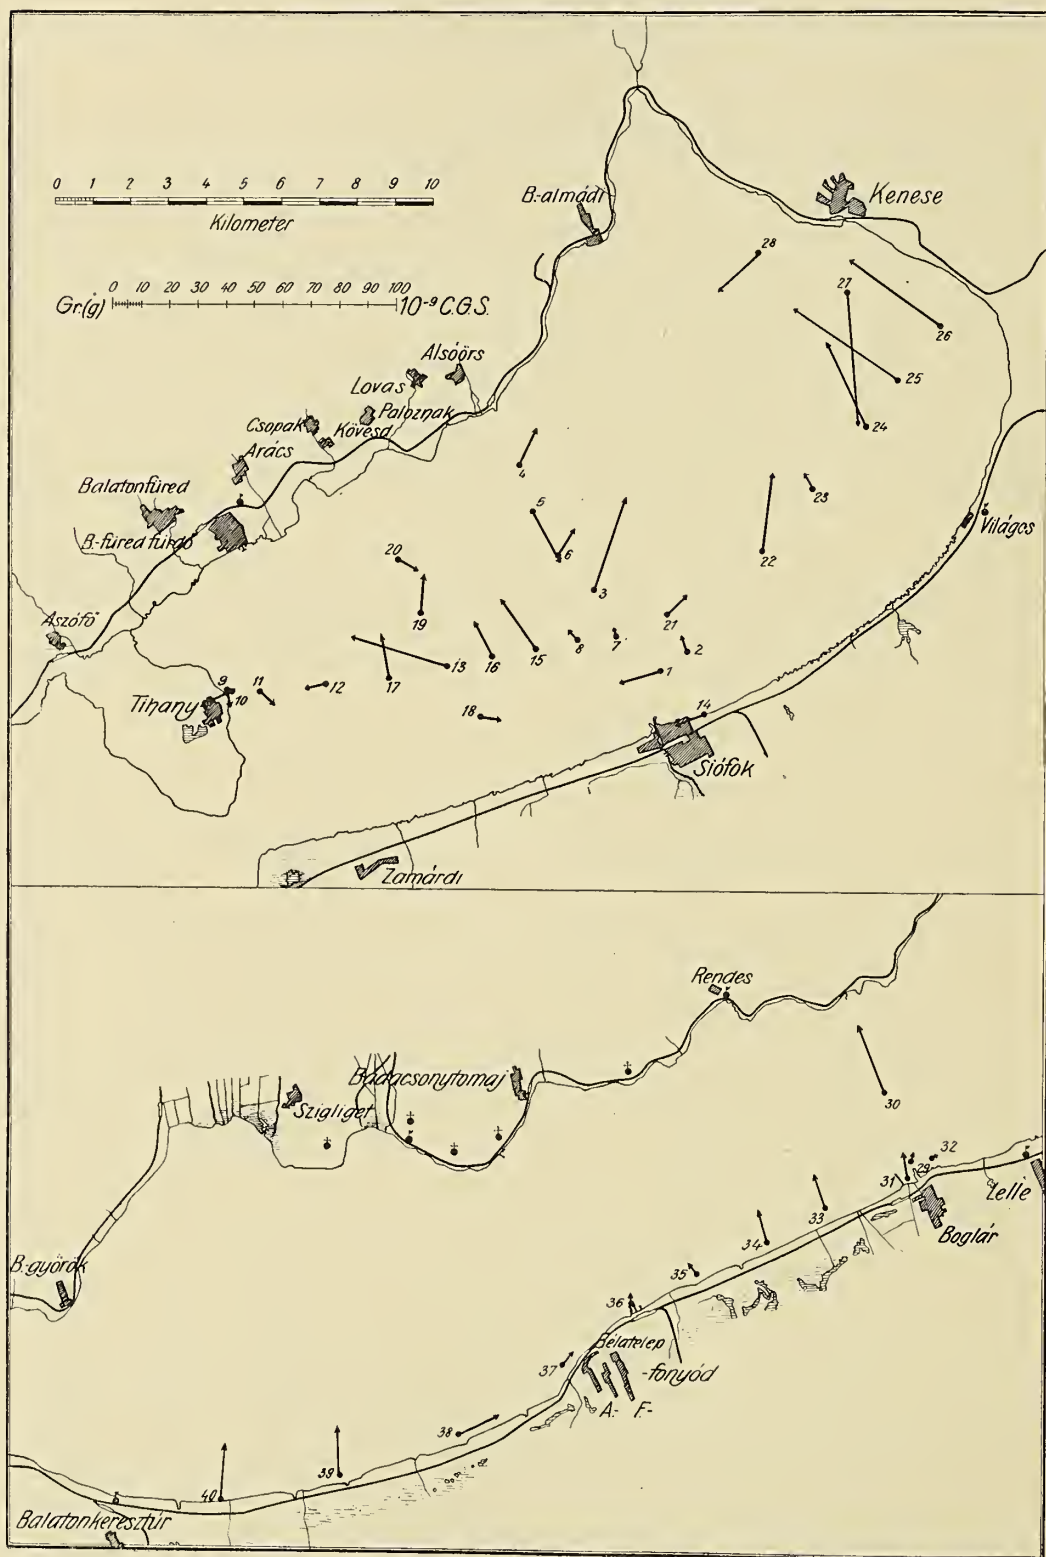 0 1 2 3 4 5 6 7 8 9 10
Kilometer
Gr.(ġ) 0 10 20 30 40 50 60 70 80 90 100 10⁻⁹ C.G.S.
B.-almádi
Kenese
28
27
26
25
24
Alsóörs
Lovas
Paloznak
Csopak
Kövesd
Arács
Balatonfüred
B.-füred fürdő
4
5
6
23
22
Világos
20
3
19
21
Aszófő
13
16
15
8
7
2
1
17
12
11
9
10
Tihany
18
14
Siófok
Zamárdi
Rendes
Badacsonytomaj
Szigliget
30
32
29
31
Lelle
33
Boglár
34
B.-györök
35
36
Bélatelep
37
-fonyód
A.- F.-
38
39
40
Balatonkeresztúr